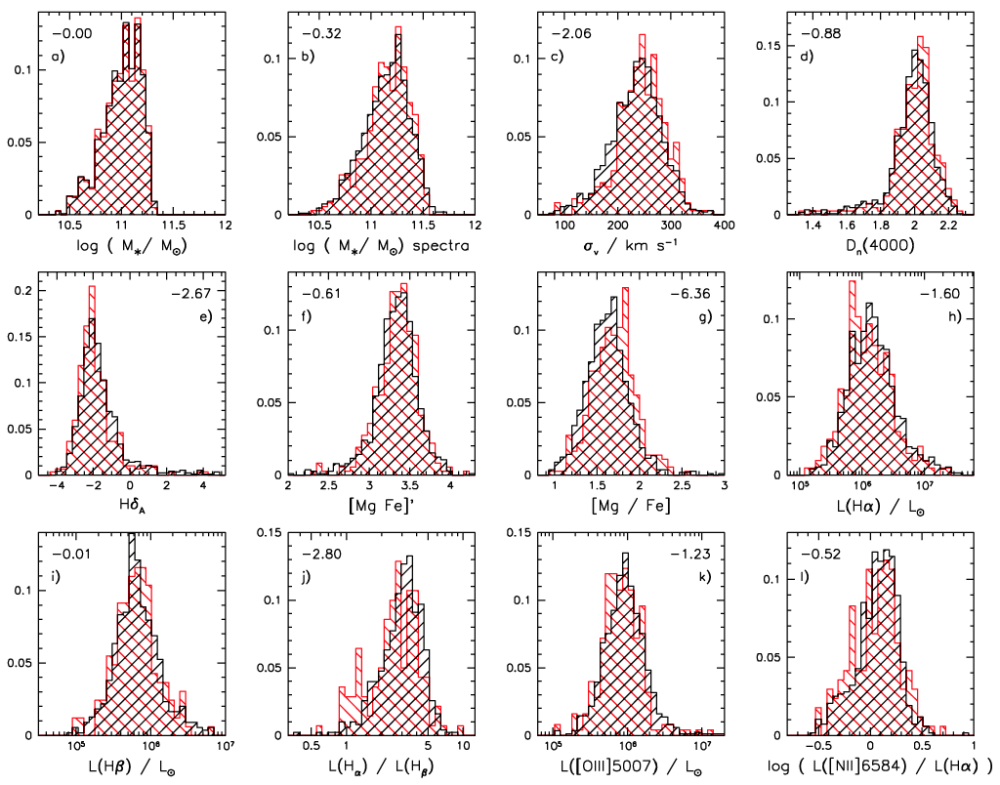 −0.00
a)
0 0.05 0.1
10.5 11 11.5 12
log ( M* / M⊙)
−0.32
b)
0 0.05 0.1
10.5 11 11.5 12
log ( M* / M⊙) spectra
−2.06
c)
0 0.05 0.1
100 200 300 400
σv / km s−1
−0.88
d)
0 0.05 0.1 0.15
1.4 1.6 1.8 2 2.2
Dn(4000)
−2.67
e)
0 0.05 0.1 0.15 0.2
−4 −2 0 2 4
HδA
−0.61
f)
0 0.05 0.1
2 2.5 3 3.5 4
[Mg Fe]'
−6.36
g)
0 0.05 0.1
1 1.5 2 2.5 3
[Mg / Fe]
−1.60
h)
0 0.05 0.1
10⁵ 10⁶ 10⁷
L(Hα) / L⊙
−0.01
i)
0 0.05 0.1
10⁵ 10⁶ 10⁷
L(Hβ) / L⊙
−2.80
j)
0 0.05 0.1 0.15
0.5 1 5 10
L(Hα) / L(Hβ)
−1.23
k)
0 0.05 0.1 0.15
10⁵ 10⁶ 10⁷
L([OIII]5007) / L⊙
−0.52
l)
0 0.05 0.1
−0.5 0 0.5 1
log ( L([NII]6584) / L(Hα) )